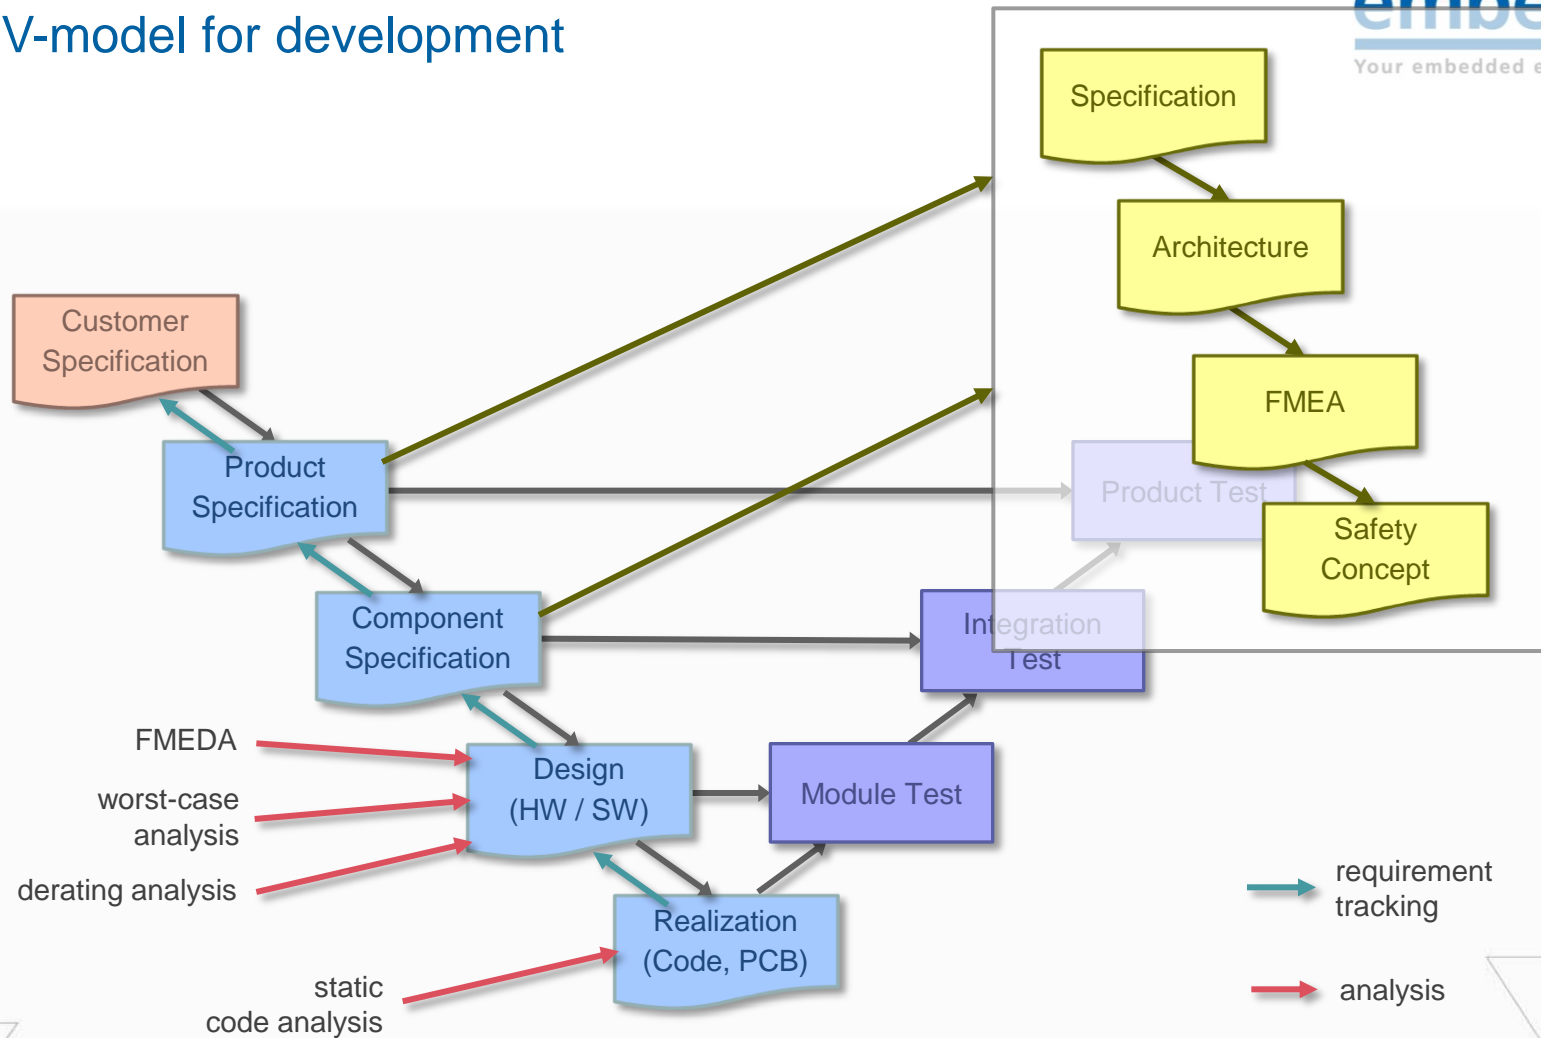 V-model for development
embe
Your embedded e
Specification
Architecture
FMEA
Safety
Concept
Customer
Specification
Product
Specification
Product Test
Component
Specification
Integration
Test
FMEDA
worst-case
analysis
derating analysis
Design
(HW / SW)
Module Test
Realization
(Code, PCB)
static
code analysis
requirement
tracking
analysis